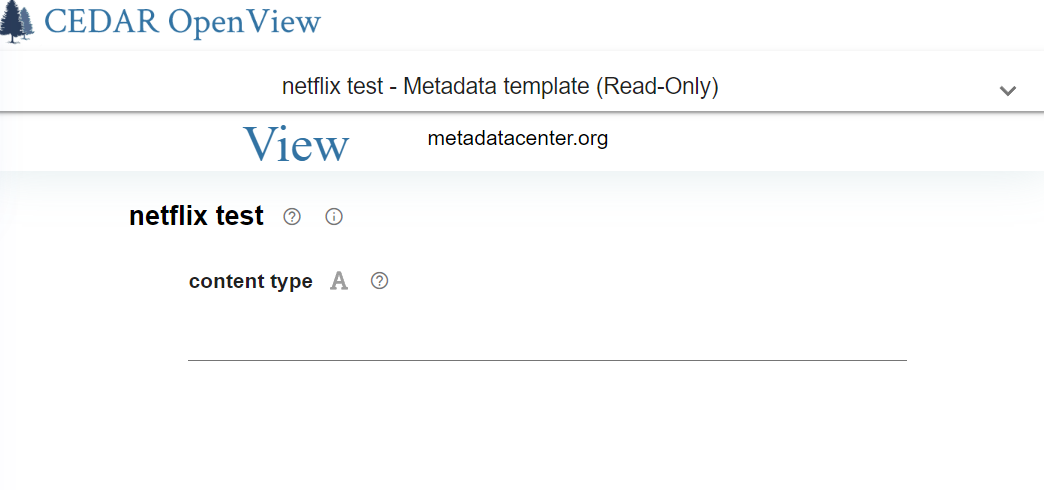 CEDAR OpenView
netflix test - Metadata template (Read-Only)
View
metadatacenter.org
netflix test
content type A